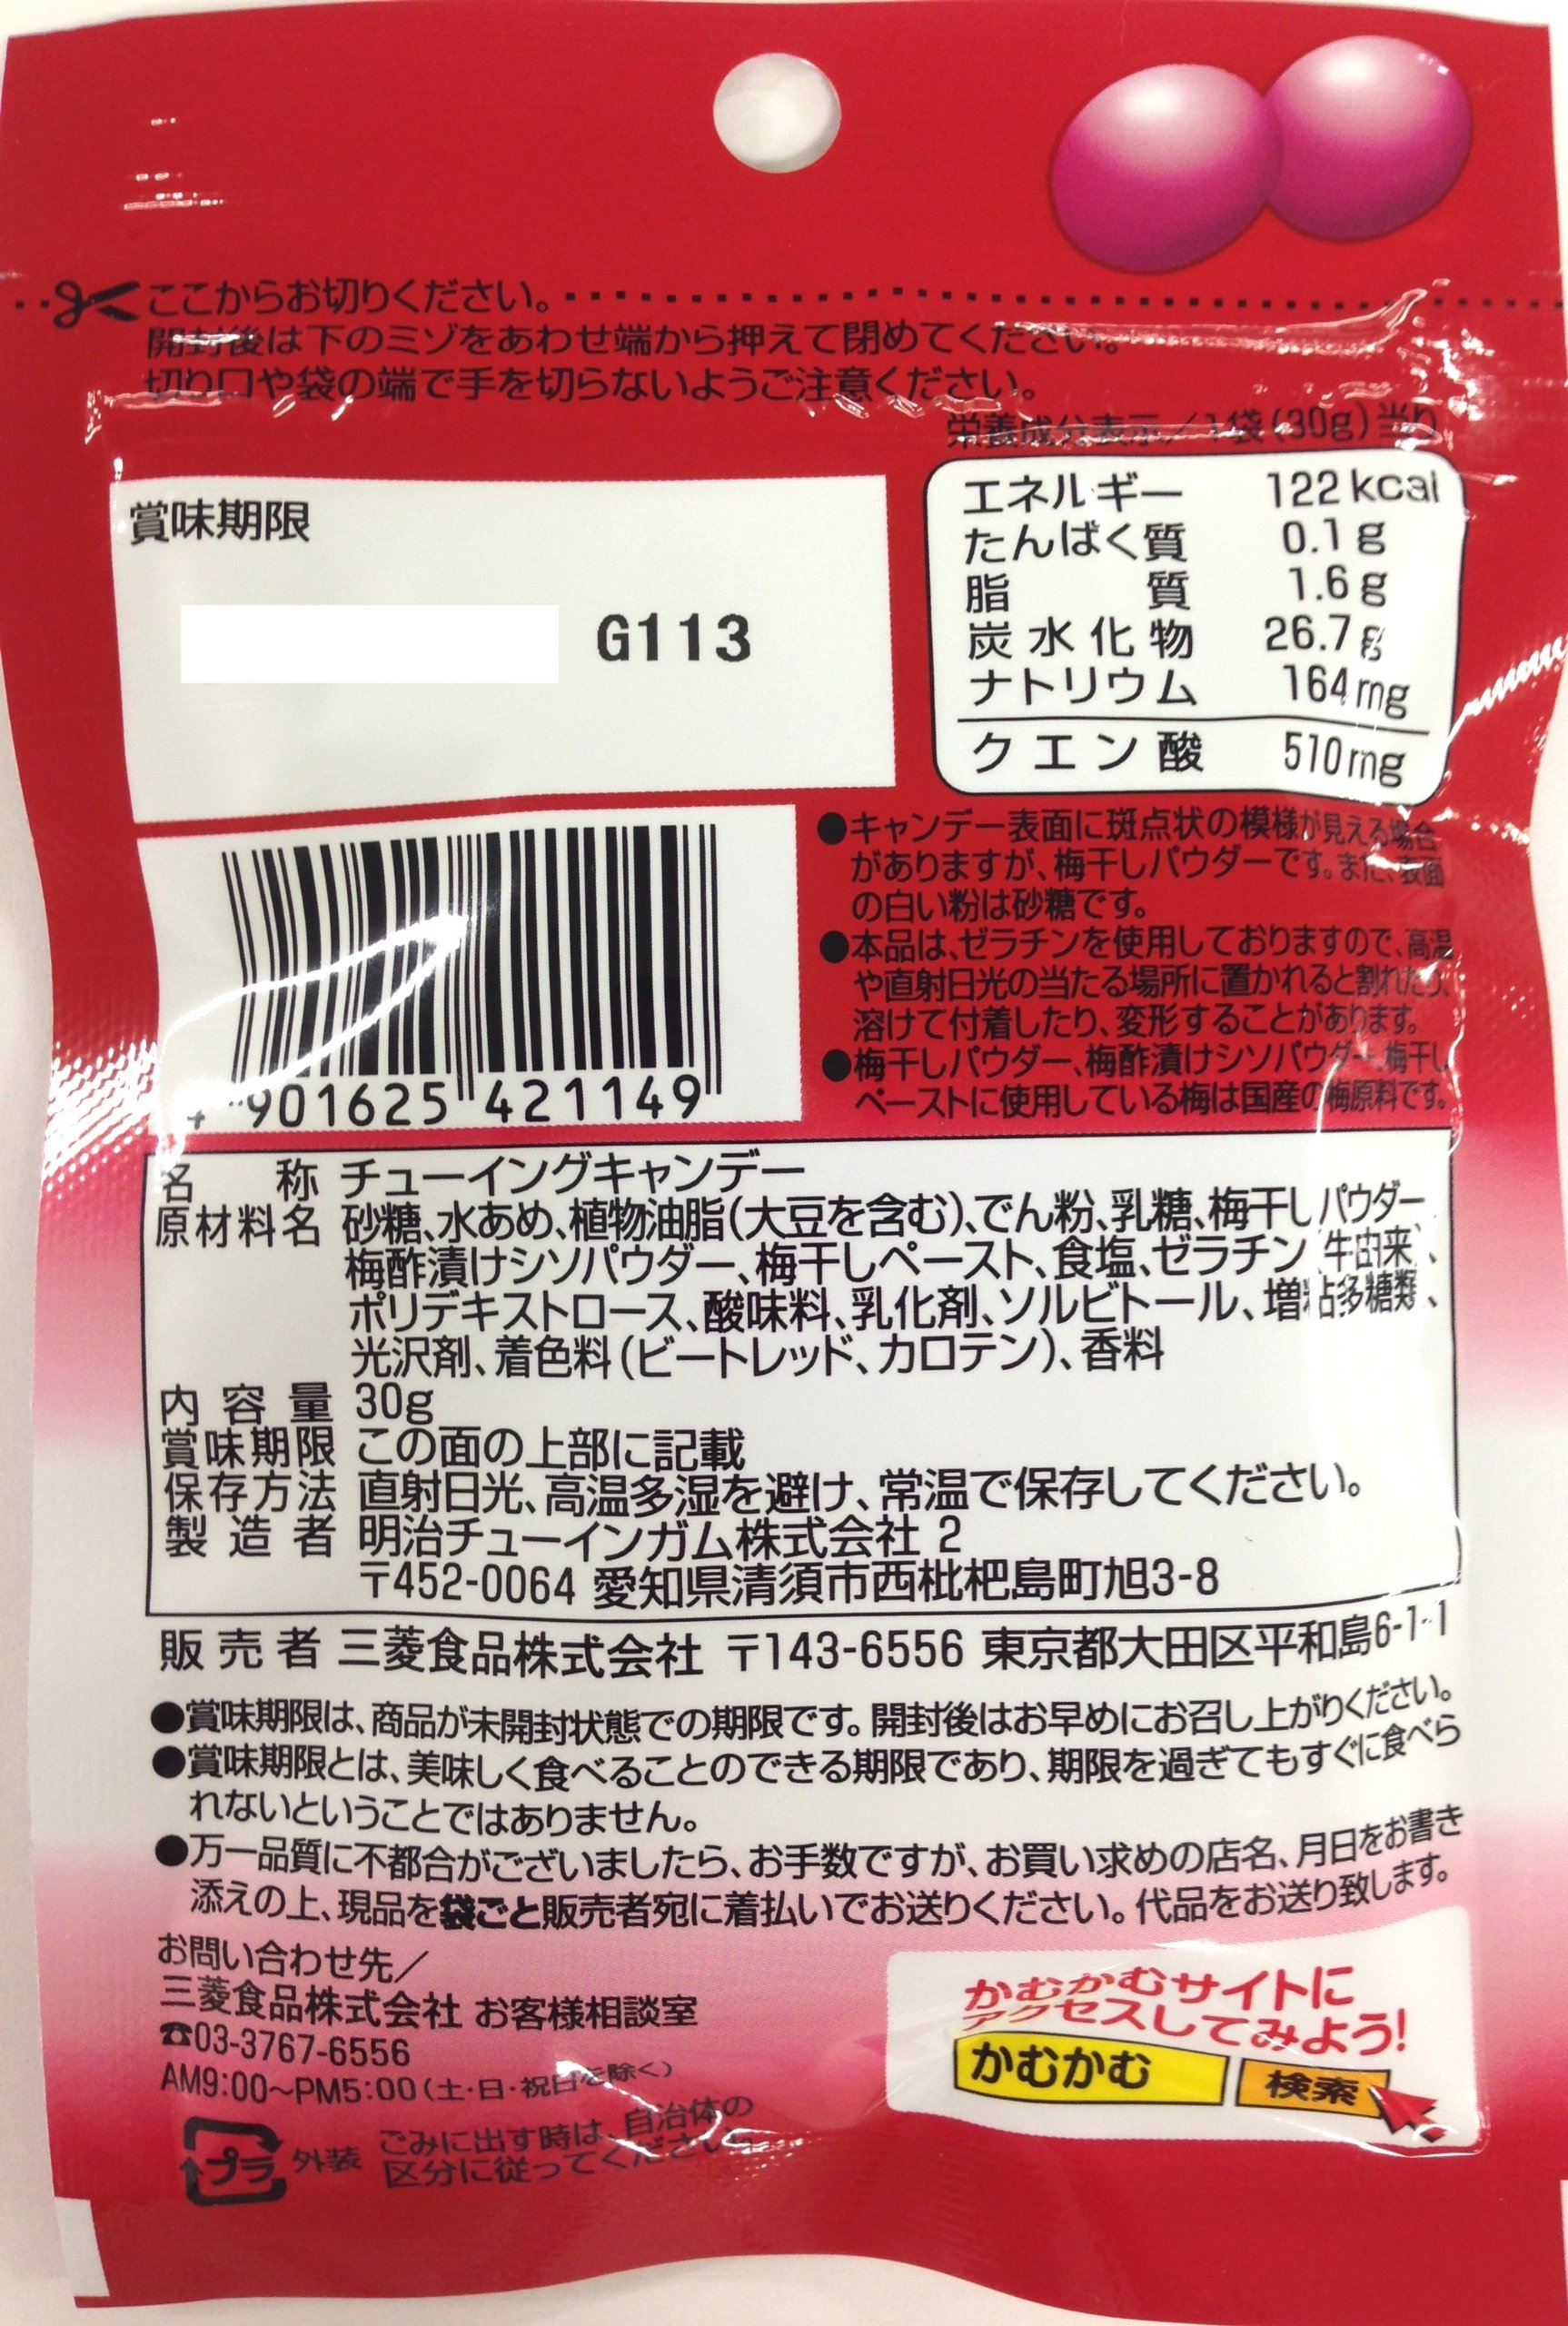 ここからお切りください。
開封後は下のミゾをあわせ端から押えて閉めてください。
切り口や袋の端で手を切らないようご注意ください。
栄養成分表示/1袋(30g)当り
エネルギー 122 kcal
たんばく質 0.1 g
脂質 1.6 g
炭水化物 26.7 g
ナトリウム 164 mg
クエン酸 510 mg
賞味期限
G113
●キャンデー表面に斑点状の模様が見える場合
がありますが、梅干しパウダーです。また、表面
の白い粉は砂糖です。
●本品は、ゼラチンを使用しておりますので、高温
や直射日光の当たる場所に置かれると割れたり、
溶けて付着したり、変形することがあります。
●梅干しパウダー、梅酢漬けシソパウダー、梅干し
ペーストに使用している梅は国産の梅原料です。
4 901625 421149
名称 チューイングキャンデー
原材料名 砂糖、水あめ、植物油脂(大豆を含む)、でん粉、乳糖、梅干しパウダー、
梅酢漬けシソパウダー、梅干しペースト、食塩、ゼラチン(牛由来)、
ポリデキストロース、酸味料、乳化剤、ソルビトール、増粘多糖類、
光沢剤、着色料(ビートレッド、カロテン)、香料
内容量 30g
賞味期限 この面の上部に記載
保存方法 直射日光、高温多湿を避け、常温で保存してください。
製造者 明治チューインガム株式会社 2
〒452-0064 愛知県清須市西枇杷島町旭3-8
販売者 三菱食品株式会社 〒143-6556 東京都大田区平和島6-1-1
●賞味期限は、商品が未開封状態での期限です。開封後はお早めにお召し上がりください。
●賞味期限とは、美味しく食べることのできる期限であり、期限を過ぎてもすぐに食べら
れないということではありません。
●万一品質に不都合がございましたら、お手数ですが、お買い求めの店名、月日をお書き
添えの上、現品を袋ごと販売者宛に着払いでお送りください。代品をお送り致します。
お問い合わせ先/
三菱食品株式会社 お客様相談室
☎03-3767-6556
AM9:00~PM5:00(土・日・祝日を除く)
プラ 外装
ごみに出す時は、自治体の
区分に従ってください。
かむかむサイトに
アクセスしてみよう!
かむかむ 検索